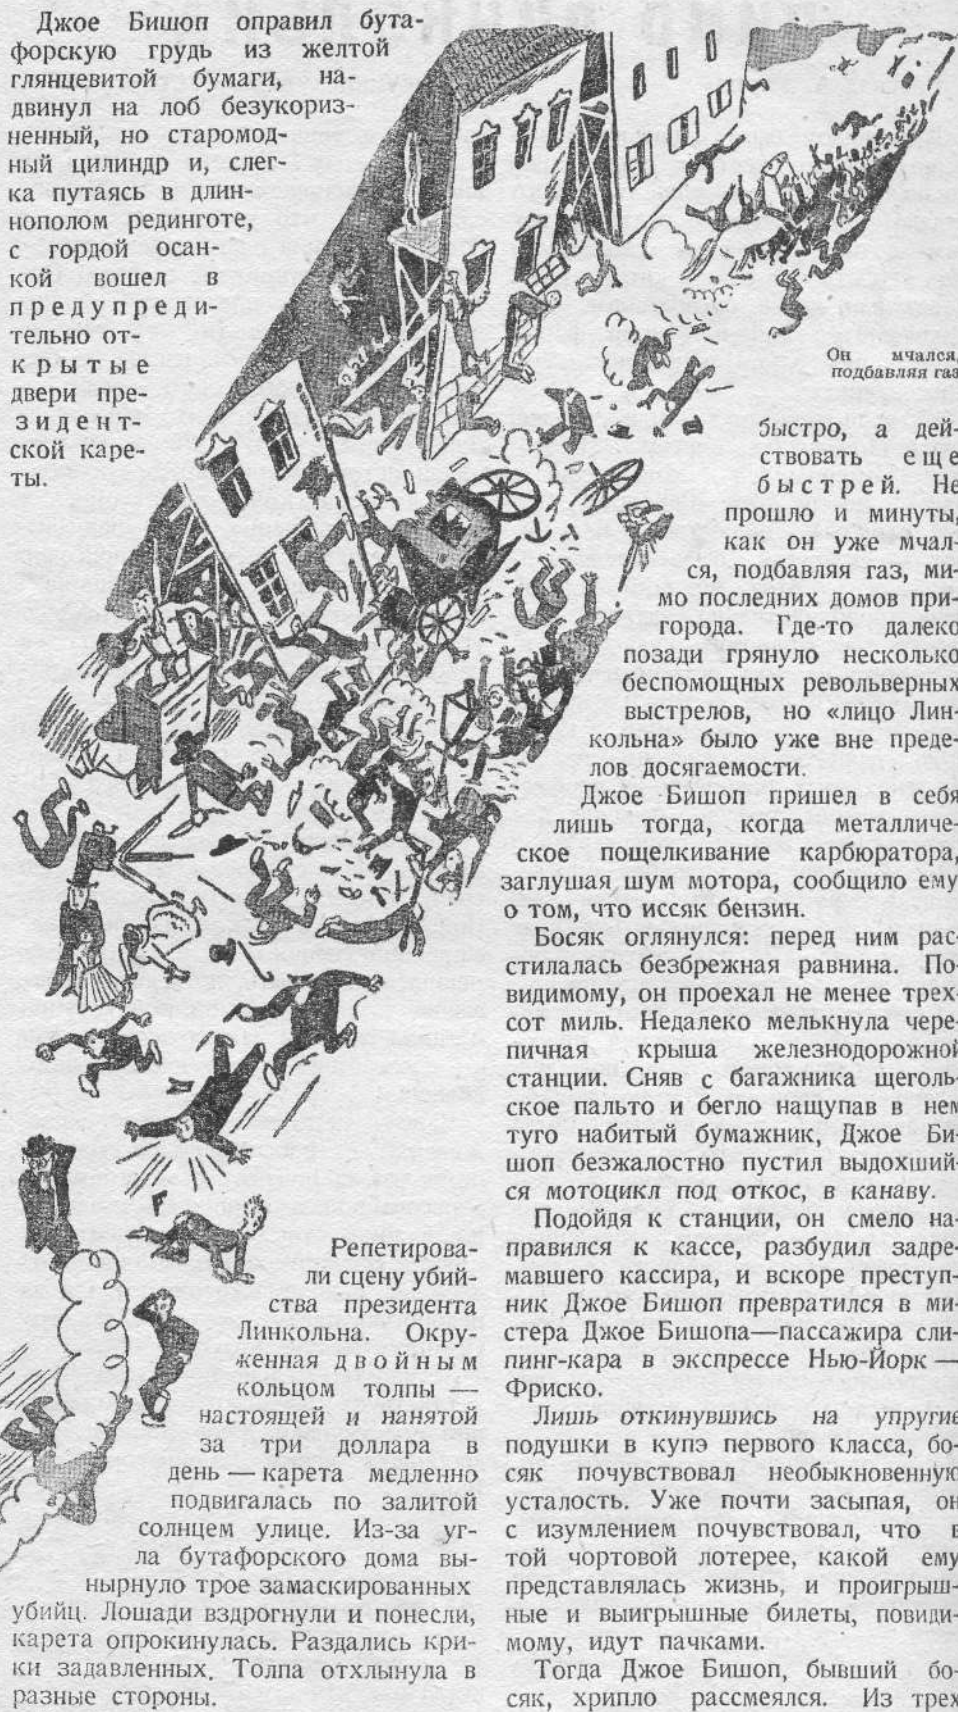 Джое Бишоп оправил бута-
форскую грудь из желтой
глянцевитой бумаги, на-
двинул на лоб безукориз-
ненный, но старомод-
ный цилиндр и, слег-
ка путаясь в длин-
нополом рединготе,
с гордой осан-
кой вошел в
предупреди-
тельно от-
крытые
двери пре-
зидент-
ской каре-
ты.
Репетирова-
ли сцену убий-
ства президента
Линкольна. Окру-
женная двойным
кольцом толпы —
настоящей и нанятой
за три доллара в
день — карета медленно
подвигалась по залитой
солнцем улице. Из-за уг-
ла бутафорского дома вы-
нырнуло трое замаскированных
убийц. Лошади вздрогнули и понесли,
карета опрокинулась. Раздались кри-
ки задавленных. Толпа отхлынула в
разные стороны.
Он мчался,
подбавляя газ
быстро, а дей-
ствовать еще
быстрей. Не
прошло и минуты,
как он уже мчал-
ся, подбавляя газ, ми-
мо последних домов при-
города. Где-то далеко
позади грянуло несколько
беспомощных револьверных
выстрелов, но «лицо Лин-
кольна» было уже вне преде-
лов досягаемости.
Джое Бишоп пришел в себя
лишь тогда, когда металличе-
ское пощелкивание карбюратора,
заглушая шум мотора, сообщило ему
о том, что иссяк бензин.
Босяк оглянулся: перед ним рас-
стилалась безбрежная равнина. По-
видимому, он проехал не менее трех-
сот миль. Недалеко мелькнула чере-
пичная крыша железнодорожной
станции. Сняв с багажника щеголь-
ское пальто и бегло нащупав в нем
туго набитый бумажник, Джое Би-
шоп безжалостно пустил выдохший-
ся мотоцикл под откос, в канаву.
Подойдя к станции, он смело на-
правился к кассе, разбудил задре-
мавшего кассира, и вскоре преступ-
ник Джое Бишоп превратился в ми-
стера Джое Бишопа—пассажира сли-
пинг-кара в экспрессе Нью-Йорк —
Фриско.
Лишь откинувшись на упругие
подушки в купэ первого класса, бо-
сяк почувствовал необыкновенную
усталость. Уже почти засыпая, он
с изумлением почувствовал, что в
той чортовой лотерее, какой ему
представлялась жизнь, и проигрыш-
ные и выигрышные билеты, повиди-
мому, идут пачками.
Тогда Джое Бишоп, бывший бо-
сяк, хрипло рассмеялся. Из трех